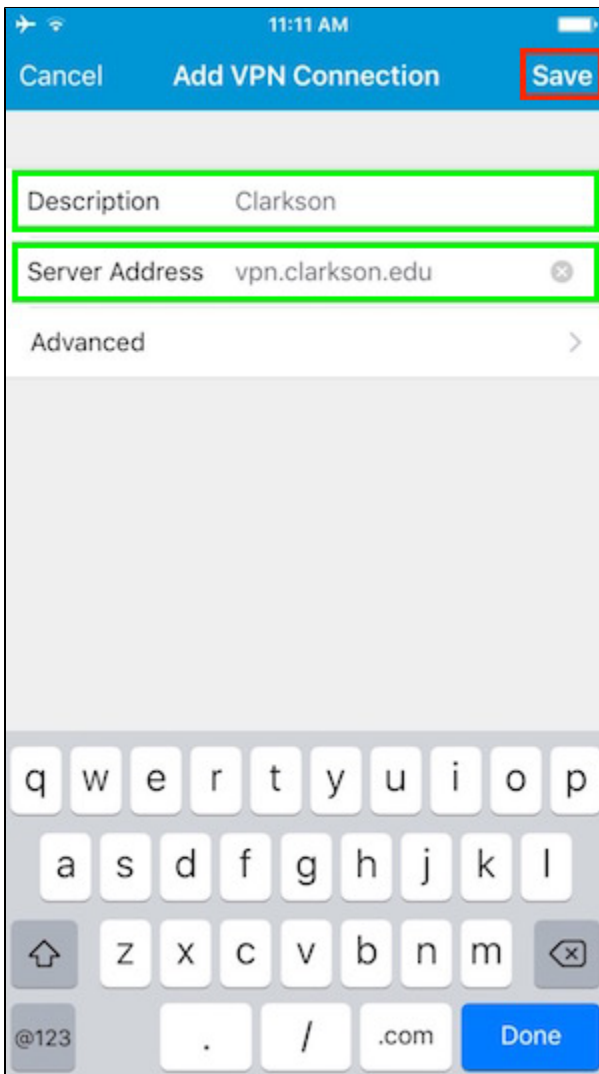 11:11 AM
Cancel Add VPN Connection Save
Description Clarkson
Server Address vpn.clarkson.edu
Advanced
q w e r t y u i o p
a s d f g h j k l
z x c v b n m
@123 . / .com Done